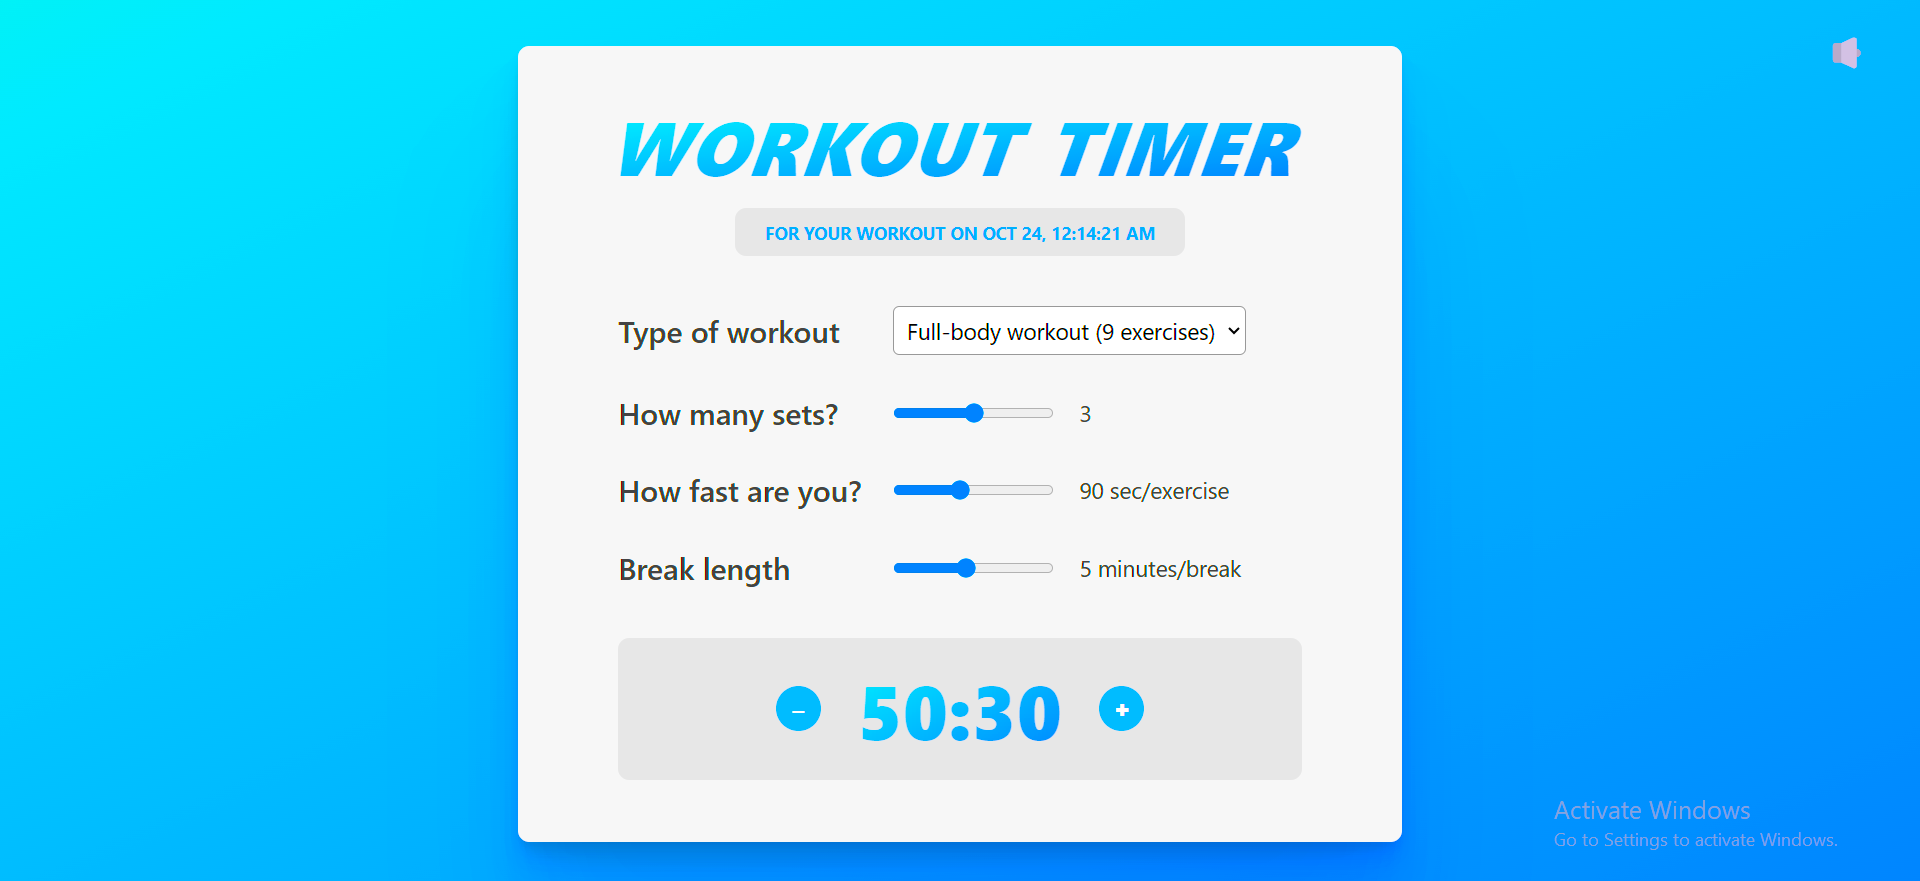 WORKOUT TIMER
FOR YOUR WORKOUT ON OCT 24, 12:14:21 AM
Type of workout
Full-body workout (9 exercises)
How many sets?
3
How fast are you?
90 sec/exercise
Break length
5 minutes/break
– 50:30 +
Activate Windows
Go to Settings to activate Windows.